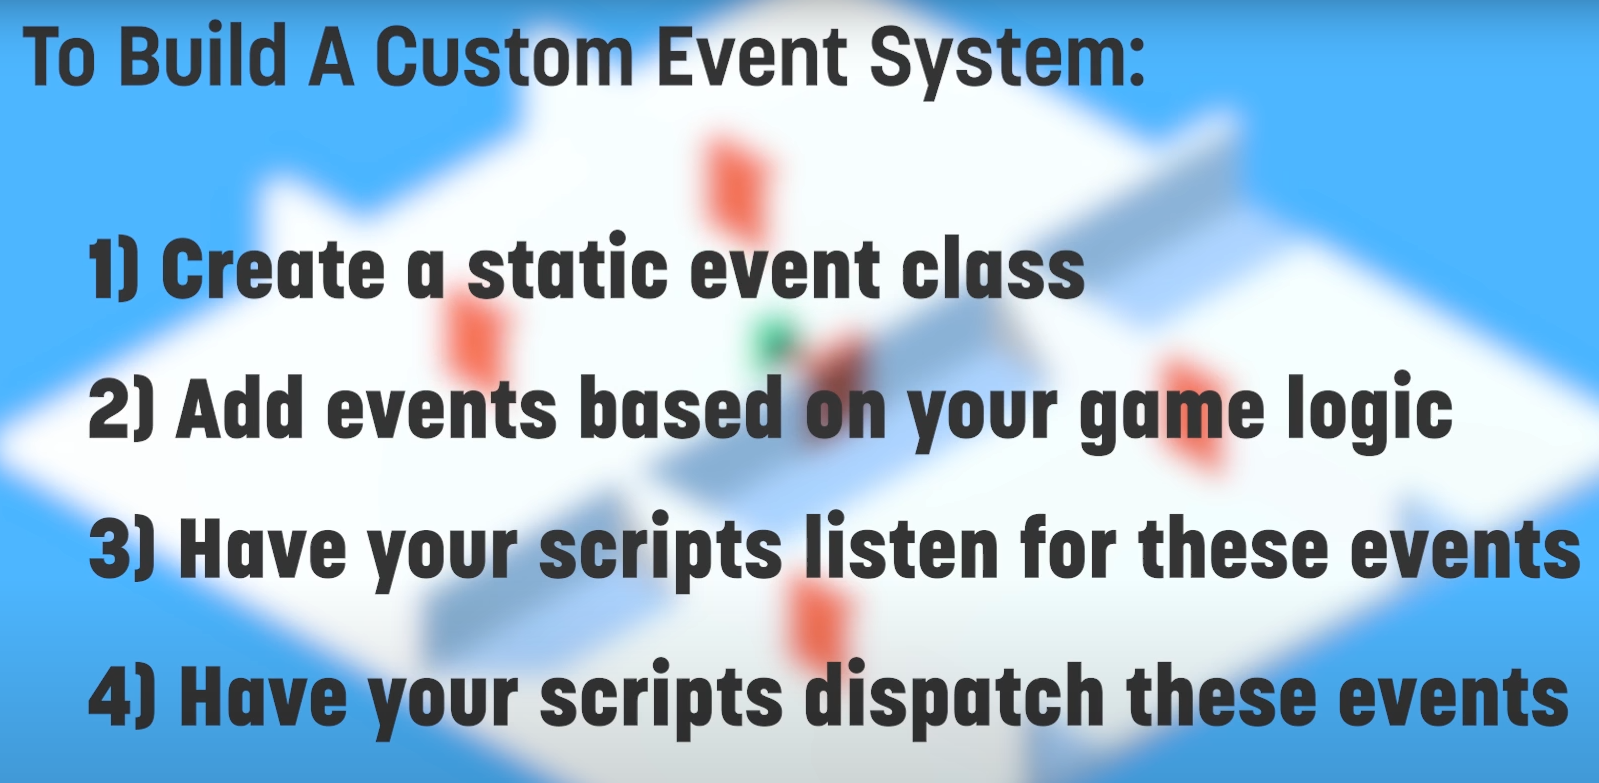 To Build A Custom Event System:
1) Create a static event class
2) Add events based on your game logic
3) Have your scripts listen for these events
4) Have your scripts dispatch these events